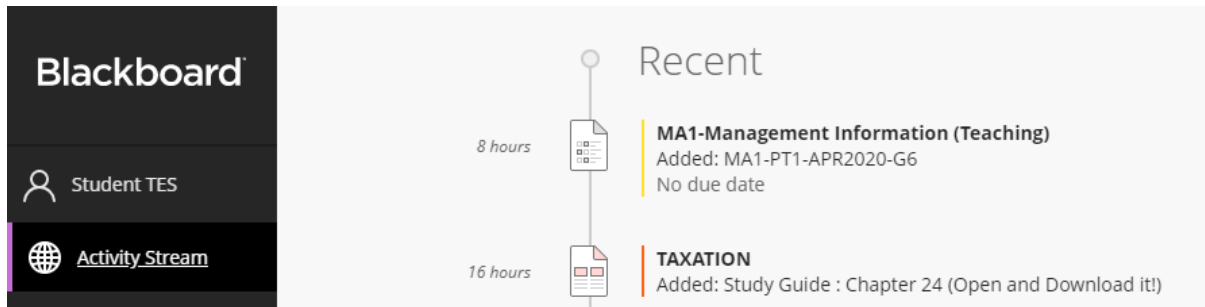 Blackboard
Student TES
Activity Stream
Recent
8 hours
MA1-Management Information (Teaching)
Added: MA1-PT1-APR2020-G6
No due date
16 hours
TAXATION
Added: Study Guide : Chapter 24 (Open and Download it!)